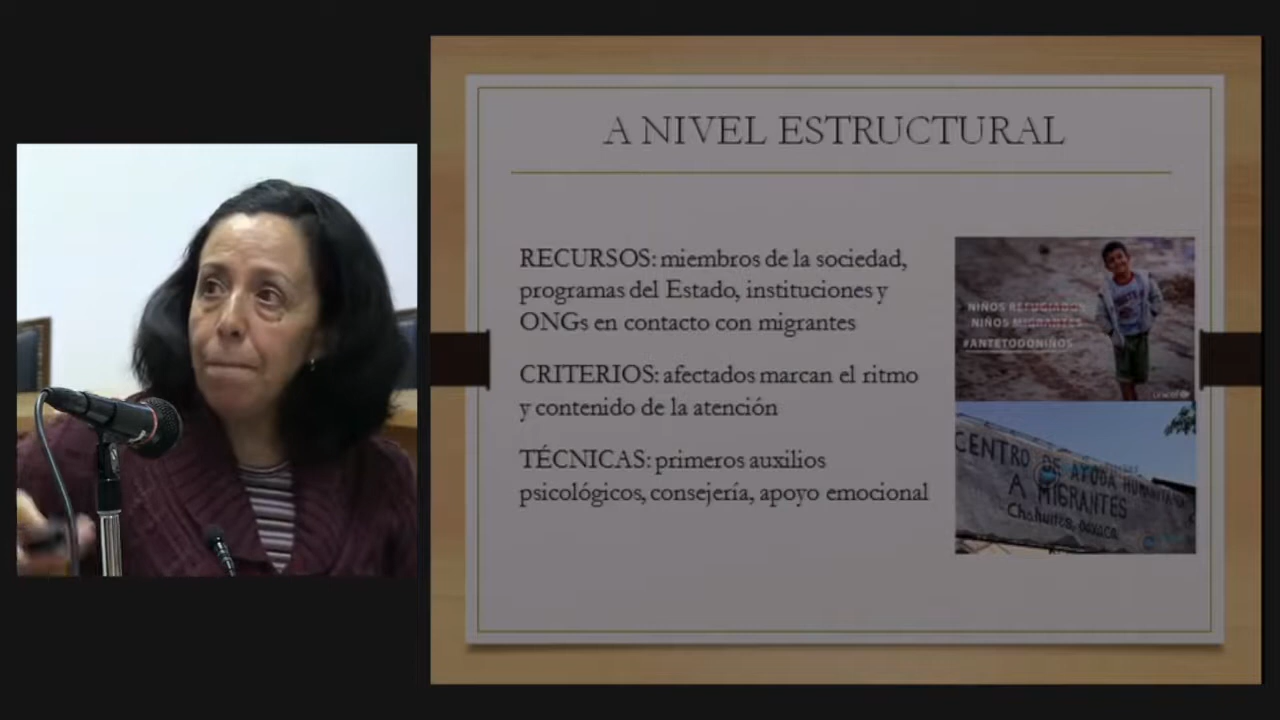 A NIVEL ESTRUCTURAL
RECURSOS: miembros de la sociedad,
programas del Estado, instituciones y
ONGs en contacto con migrantes
CRITERIOS: afectados marcan el ritmo
y contenido de la atención
TÉCNICAS: primeros auxilios
psicológicos, consejería, apoyo emocional
NIÑOS REFUGIADOS
NIÑOS MIGRANTES
#ANTETODONIÑOS
CENTRO DE AYUDA HUMANITARIA
A MIGRANTES
Chahuites, oaxaca